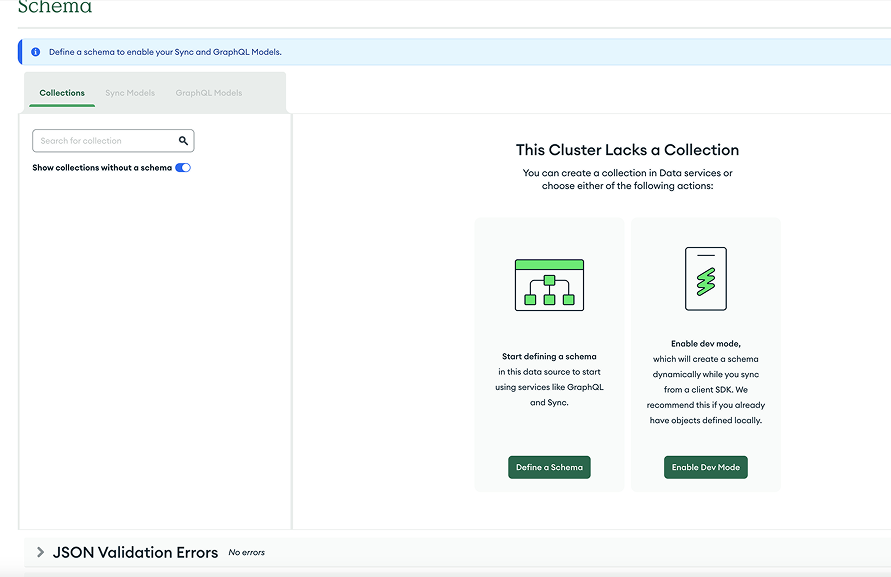 Schema
Define a schema to enable your Sync and GraphQL Models.
Collections Sync Models GraphQL Models
Search for collection
Show collections without a schema
This Cluster Lacks a Collection
You can create a collection in Data services or
choose either of the following actions:
Start defining a schema
in this data source to start
using services like GraphQL
and Sync.
Define a Schema
Enable dev mode,
which will create a schema
dynamically while you sync
from a client SDK. We
recommend this if you already
have objects defined locally.
Enable Dev Mode
JSON Validation Errors No errors